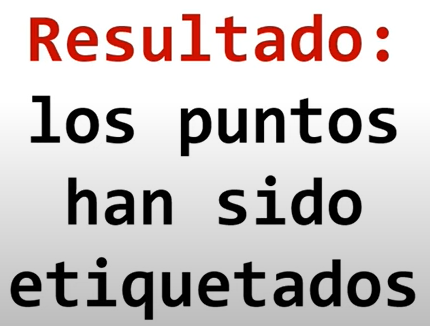 Resultado:
los puntos
han sido
etiquetados